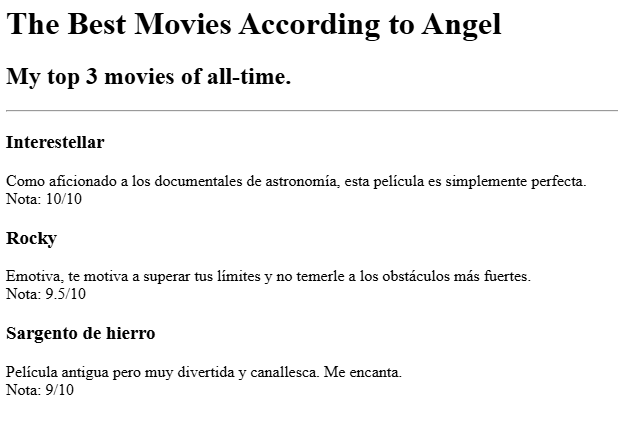 The Best Movies According to Angel
My top 3 movies of all-time.
Interestellar
Como aficionado a los documentales de astronomía, esta película es simplemente perfecta.
Nota: 10/10
Rocky
Emotiva, te motiva a superar tus límites y no temerle a los obstáculos más fuertes.
Nota: 9.5/10
Sargento de hierro
Película antigua pero muy divertida y canallesca. Me encanta.
Nota: 9/10